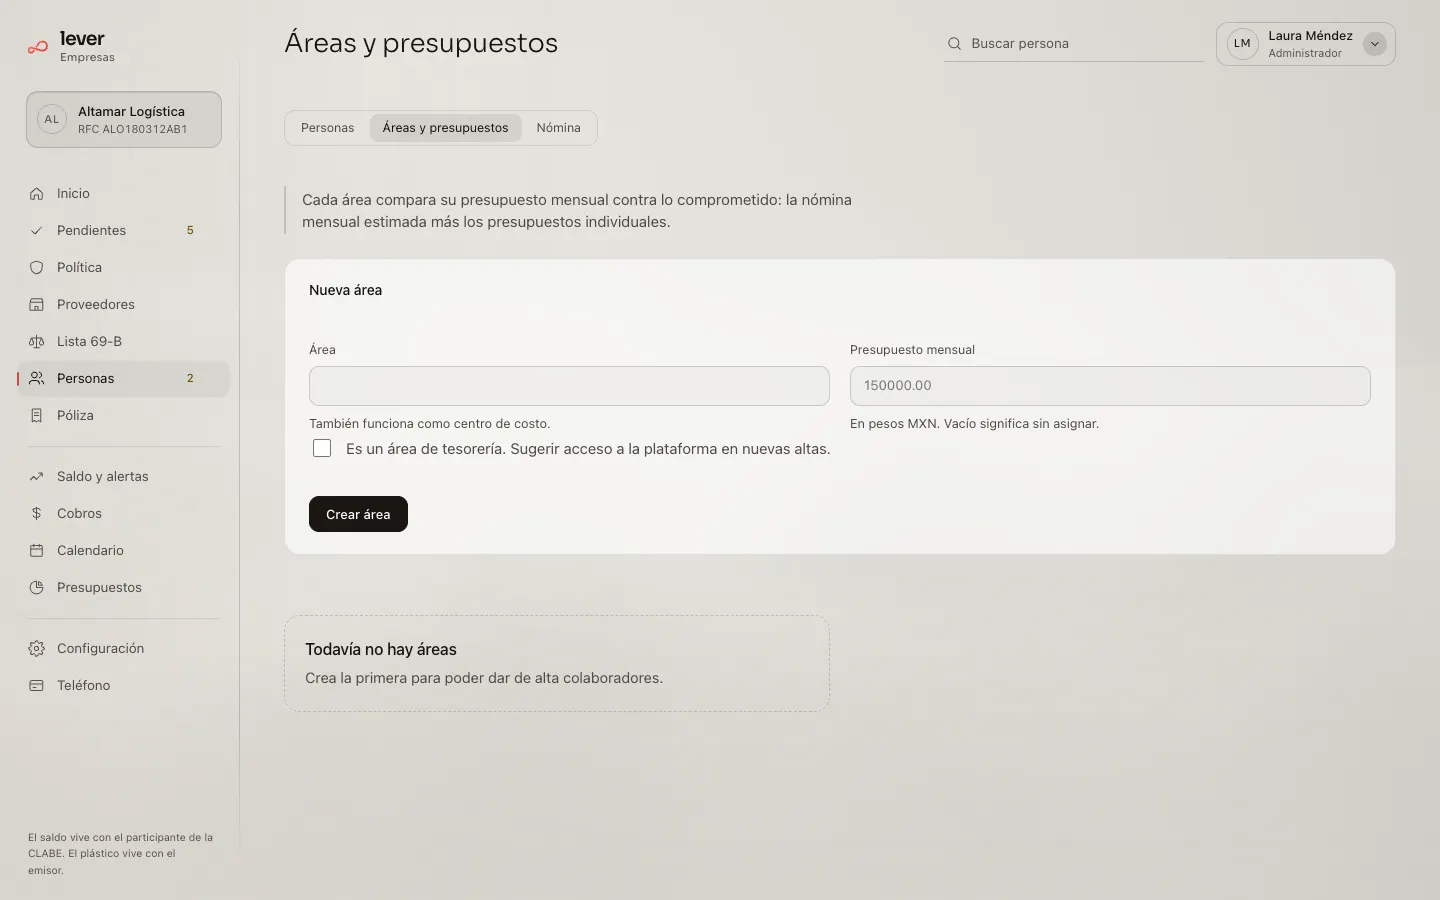 lever
Empresas
AL
Altamar Logística
RFC ALO180312AB1
Inicio
Pendientes 5
Política
Proveedores
Lista 69-B
Personas 2
Póliza
Saldo y alertas
Cobros
Calendario
Presupuestos
Configuración
Teléfono
El saldo vive con el participante de la
CLABE. El plástico vive con el
emisor.
Áreas y presupuestos
Buscar persona
LM
Laura Méndez
Administrador
Personas Áreas y presupuestos Nómina
Cada área compara su presupuesto mensual contra lo comprometido: la nómina
mensual estimada más los presupuestos individuales.
Nueva área
Área
También funciona como centro de costo.
Presupuesto mensual
150000.00
En pesos MXN. Vacío significa sin asignar.
Es un área de tesorería. Sugerir acceso a la plataforma en nuevas altas.
Crear área
Todavía no hay áreas
Crea la primera para poder dar de alta colaboradores.